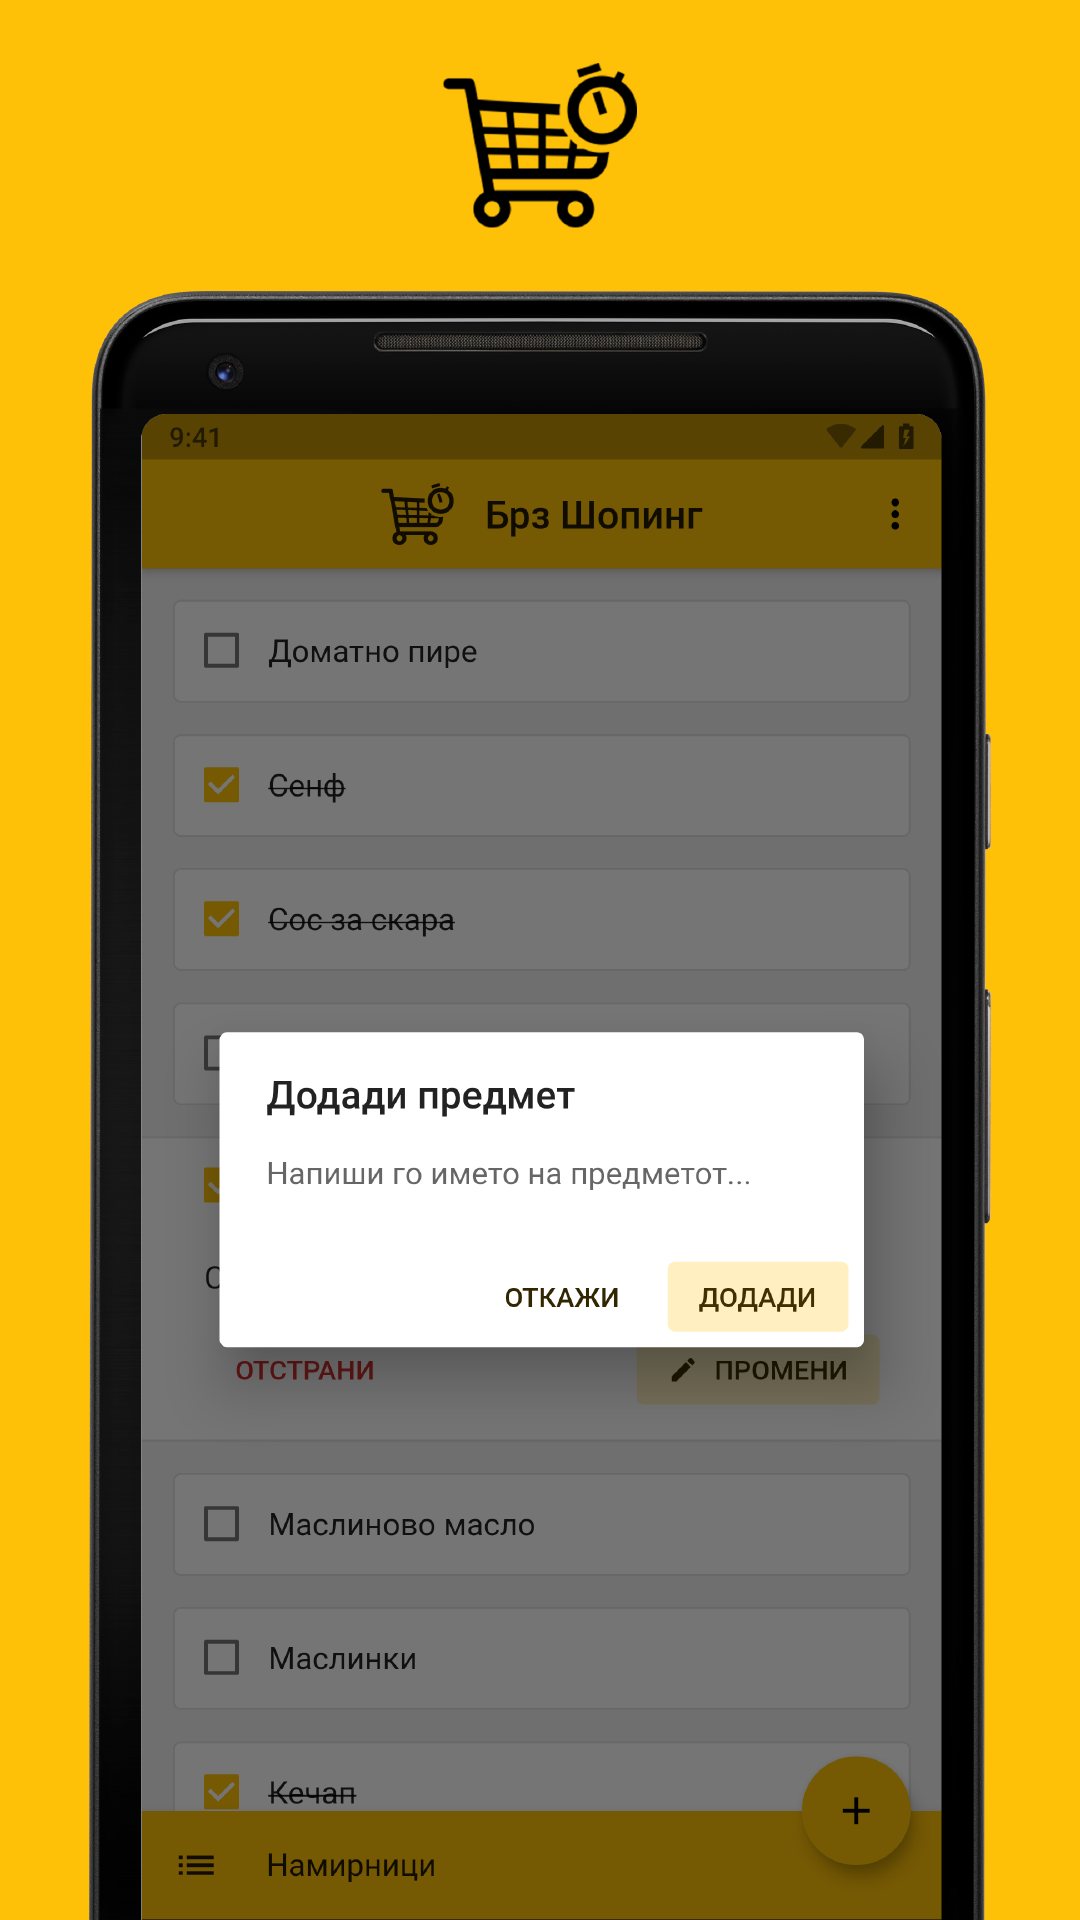 9:41
Брз Шопинг
Доматно пире
Сенф
Сос за скара
Додади предмет
Напиши го името на предметот...
ОТКАЖИ
ДОДАДИ
ОТСТРАНИ
ПРОМЕНИ
Маслиново масло
Маслинки
Кечап
Намирници